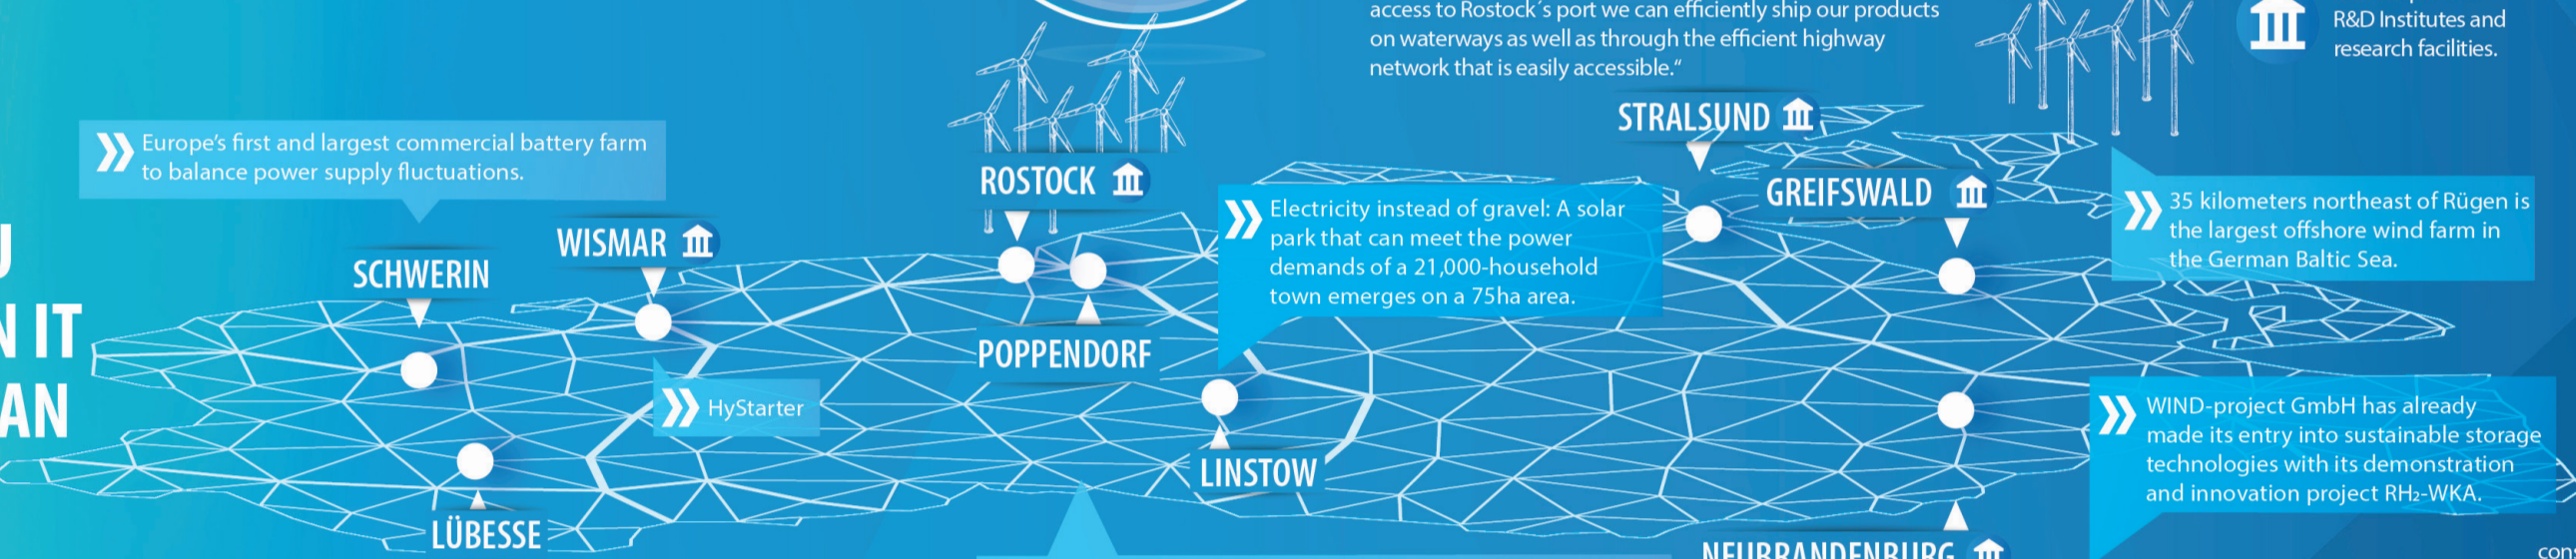 access to Rostock´s port we can efficiently ship our products
on waterways as well as through the efficient highway
network that is easily accessible.“
R&D Institutes and
research facilities.
STRALSUND
Europe's first and largest commercial battery farm
to balance power supply fluctuations.
ROSTOCK
GREIFSWALD
Electricity instead of gravel: A solar
park that can meet the power
demands of a 21,000-household
town emerges on a 75ha area.
35 kilometers northeast of Rügen is
the largest offshore wind farm in
the German Baltic Sea.
WISMAR
SCHWERIN
IT
AN
POPPENDORF
HyStarter
WIND-project GmbH has already
made its entry into sustainable storage
technologies with its demonstration
and innovation project RH₂-WKA.
LINSTOW
LÜBESSE
NEUBRANDENBURG